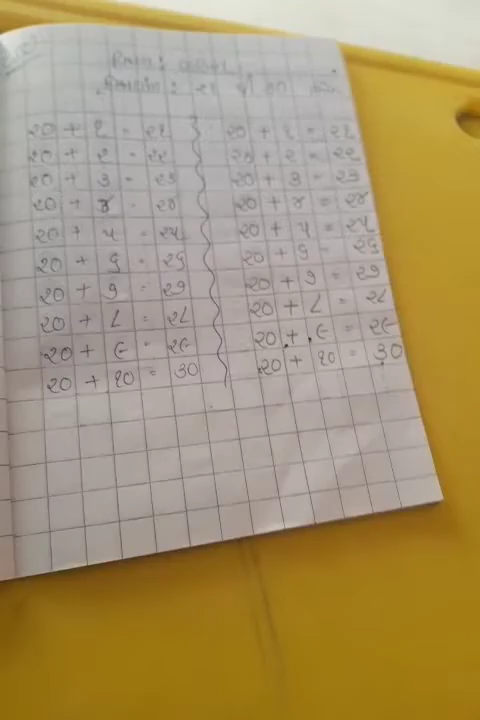 : ૨૧ થી ૩૦
૨૦ + ૧ = ૨૧
૨૦ + ૨ = ૨૨
૨૦ + ૩ = ૨૩
૨૦ + ૪ = ૨૪
૨૦ + ૫ = ૨૫
૨૦ + ૬ = ૨૬
૨૦ + ૭ = ૨૭
૨૦ + ૮ = ૨૮
૨૦ + ૯ = ૨૯
૨૦ + ૧૦ = ૩૦
૨૦ + ૧ = ૨૧
૨૦ + ૨ = ૨૨
૨૦ + ૩ = ૨૩
૨૦ + ૪ = ૨૪
૨૦ + ૫ = ૨૫
૨૦ + ૬ = ૨૬
૨૦ + ૭ = ૨૭
૨૦ + ૮ = ૨૮
૨૦ + ૯ = ૨૯
૨૦ + ૧૦ = ૩૦